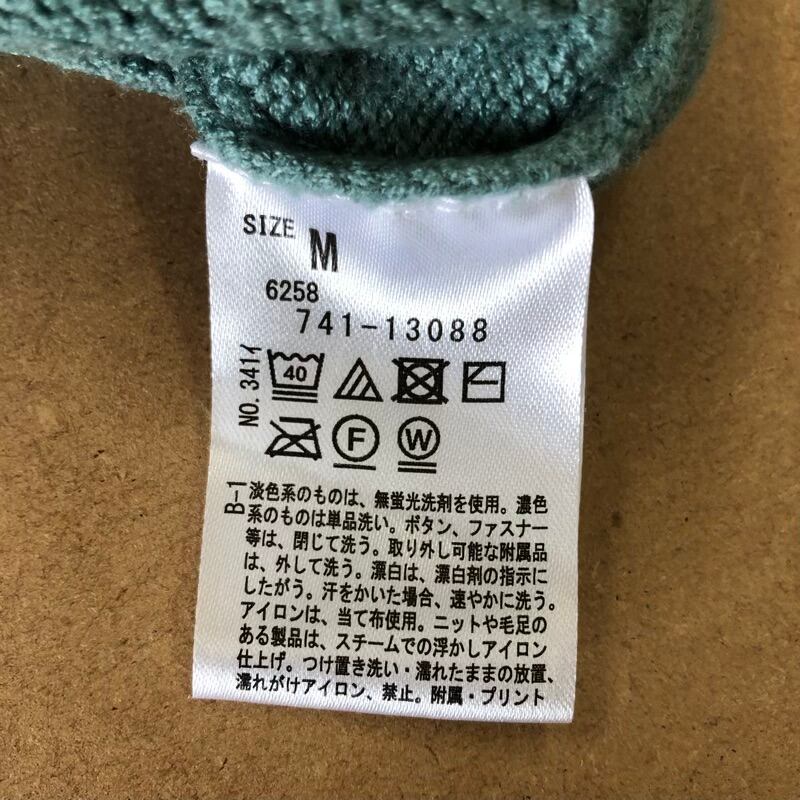 SIZE M
6258
741-13088
NO.341イ
40
F W
B-1
淡色系のものは、無蛍光洗剤を使用。濃色
系のものは単品洗い。ボタン、ファスナー
等は、閉じて洗う。取り外し可能な附属品
は、外して洗う。漂白は、漂白剤の指示に
したがう。汗をかいた場合、速やかに洗う。
アイロンは、当て布使用。ニットや毛足の
ある製品は、スチームでの浮かしアイロン
仕上げ。つけ置き洗い・濡れたままの放置、
濡れがけアイロン、禁止。附属・プリント